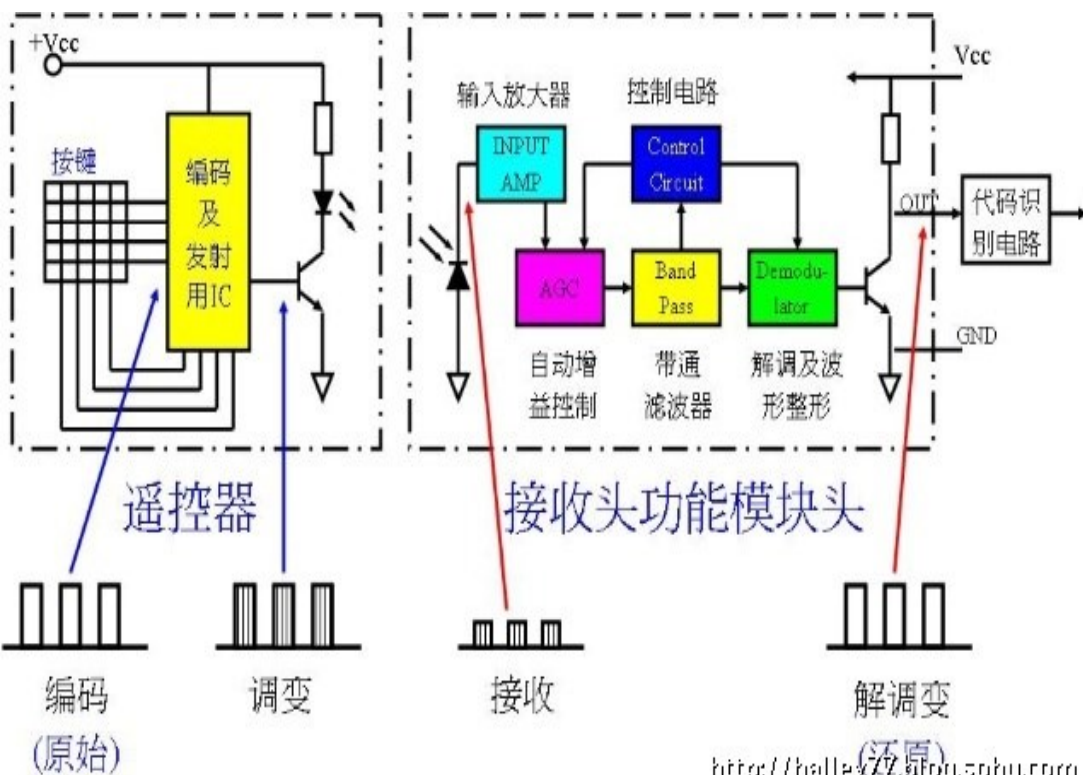 +Vcc
按键
编码
及
发射
用IC
遥控器
输入放大器
控制电路
INPUT
AMP
Control
Circuit
AGC
Band
Pass
Demodu-
lator
自动增
益控制
带通
滤波器
解调及波
形整形
Vcc
OUT
GND
代码识
别电路
接收头功能模块头
编码
(原始)
调变
接收
解调变
(还原)